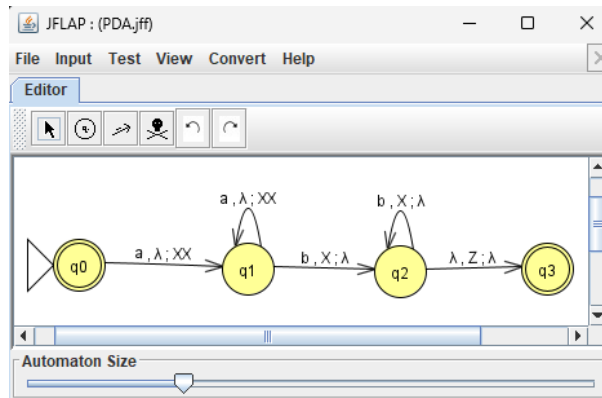 JFLAP : (PDA.jff)
File Input Test View Convert Help
Editor
a , λ ; XX b , X ; λ
a , λ ; XX b , X ; λ λ , Z ; λ
q0 q1 q2 q3
Automaton Size